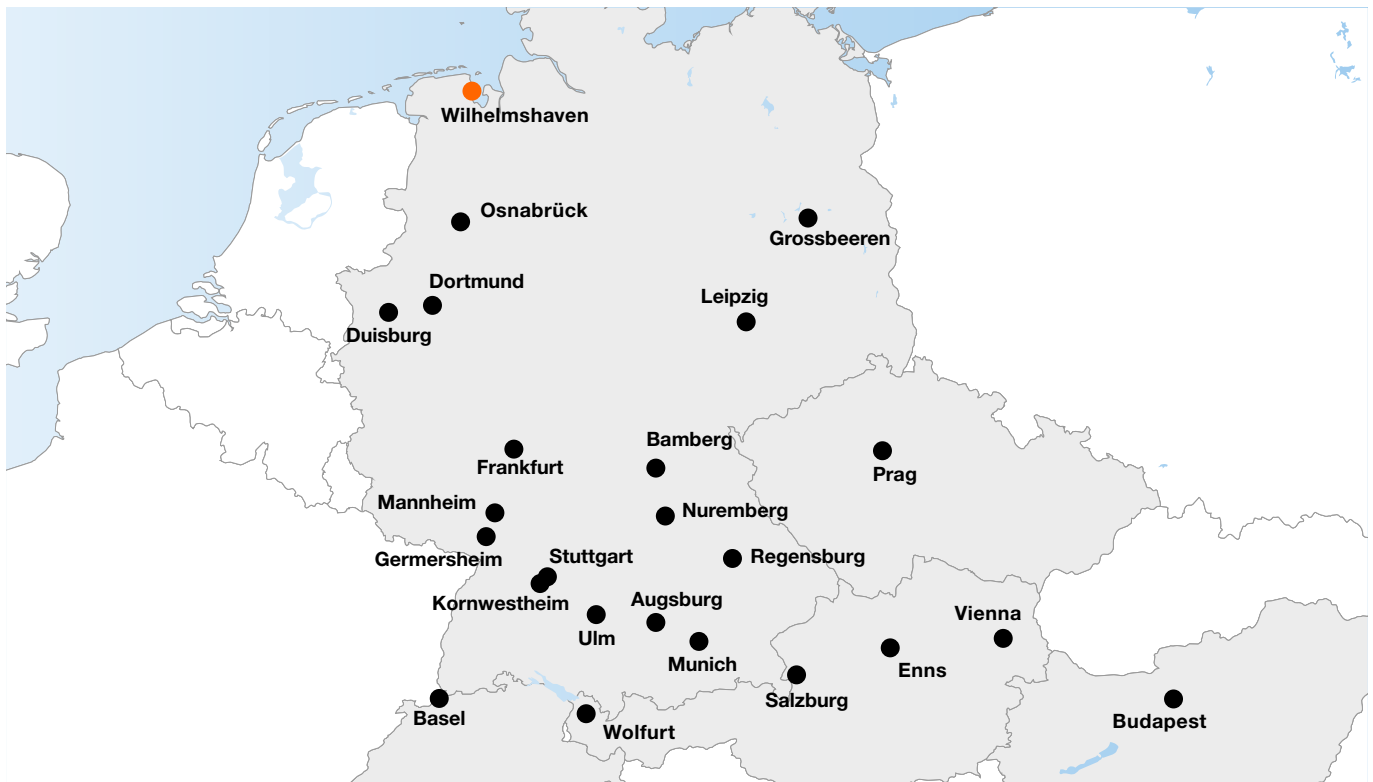 Wilhelmshaven
Osnabrück
Grossbeeren
Dortmund
Leipzig
Duisburg
Bamberg
Frankfurt
Prag
Mannheim
Nuremberg
Germersheim
Stuttgart
Regensburg
Kornwestheim
Augsburg
Vienna
Ulm
Munich
Enns
Salzburg
Basel
Wolfurt
Budapest